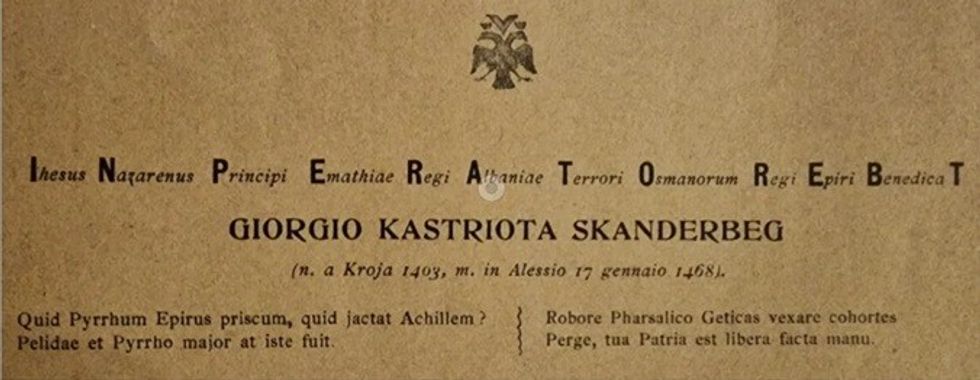 Ihesus Nazarenus Principi Emathiae Regi Albaniae Terrori Osmanorum Regi Epiri BenedicaT
GIORGIO KASTRIOTA SKANDERBEG
(n. a Kroja 1403, m. in Alessio 17 gennaio 1468).
Quid Pyrrhum Epirus priscum, quid jactat Achillem?
Pelidae et Pyrrho major at iste fuit.
Robore Pharsalico Geticas vexare cohortes
Perge, tua Patria est libera facta manu.